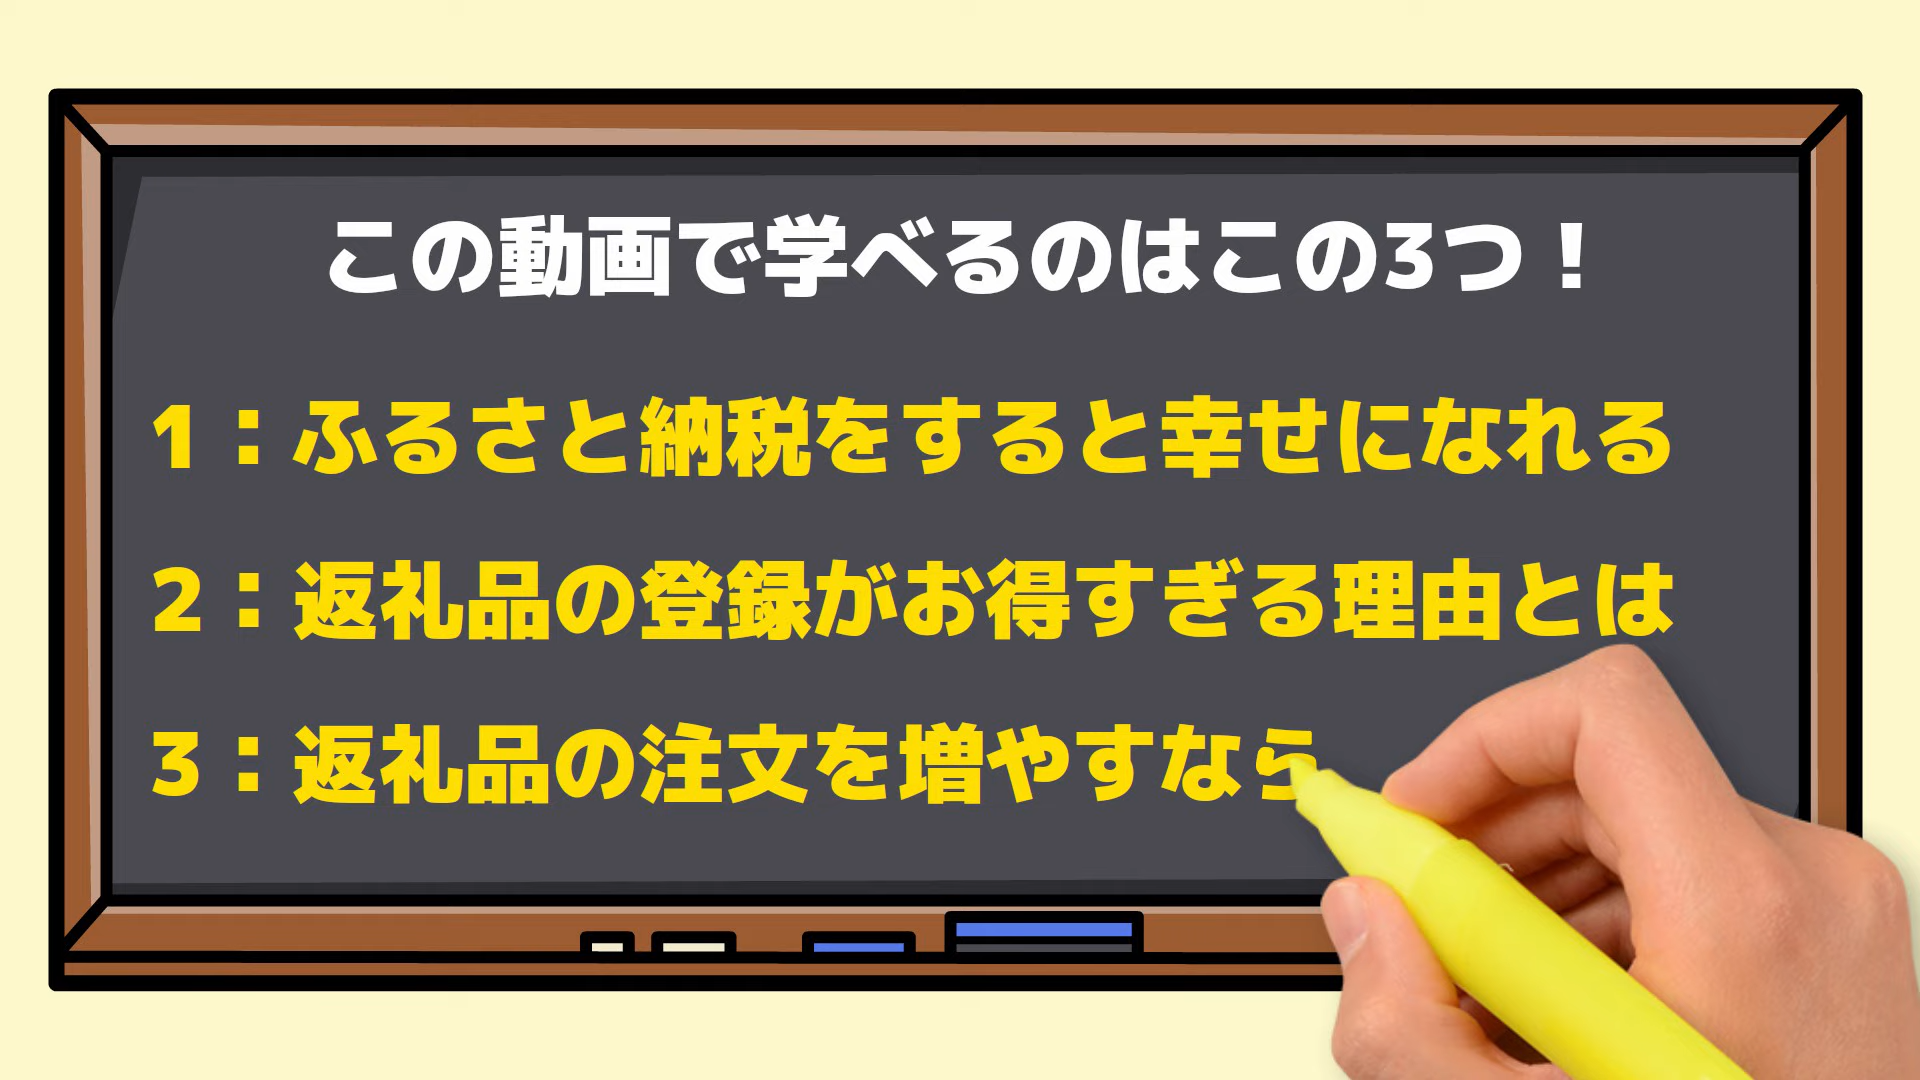 この動画で学べるのはこの3つ！
1：ふるさと納税をすると幸せになれる
2：返礼品の登録がお得すぎる理由とは
3：返礼品の注文を増やすなら